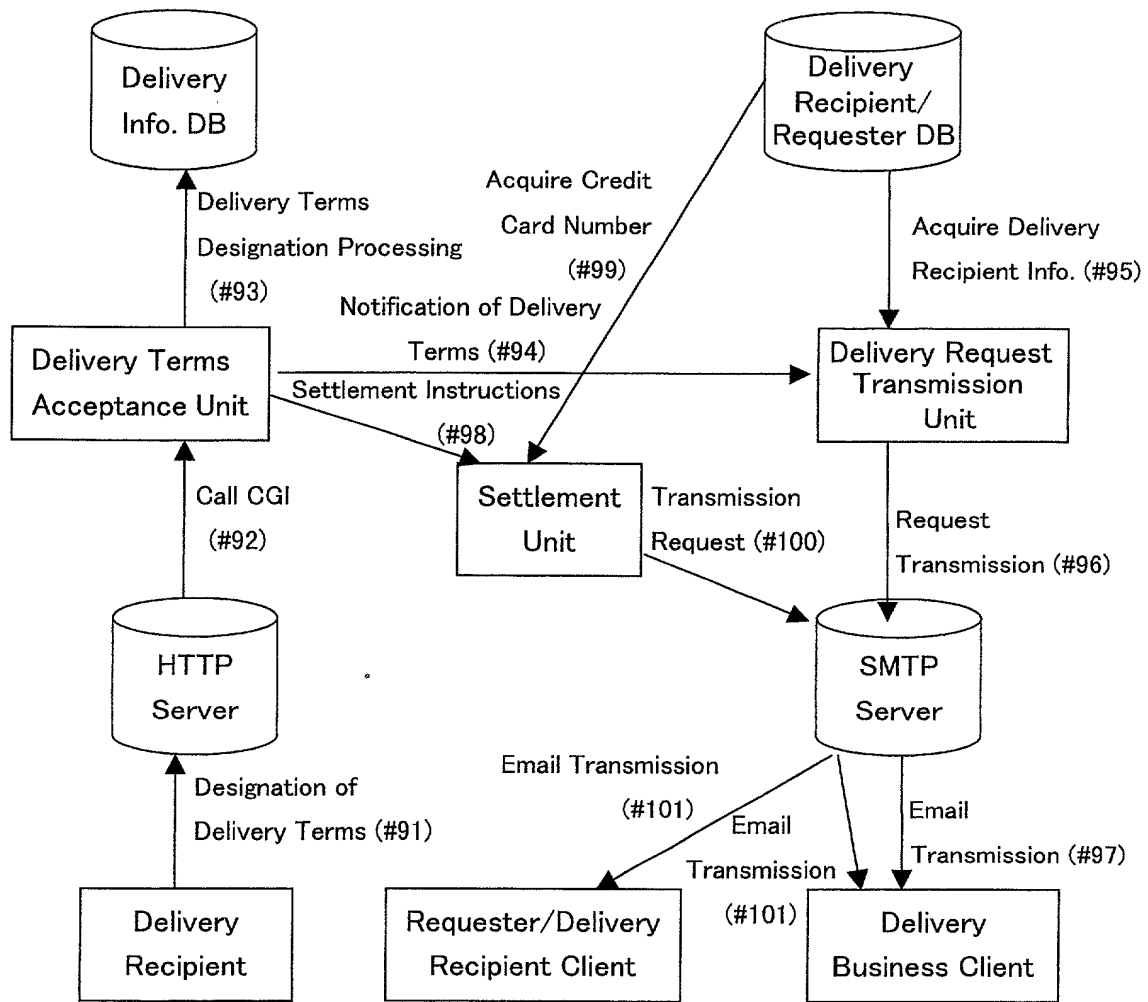 Delivery
Info. DB
Delivery
Recipient/
Requester DB
Delivery Terms
Designation Processing
(#93)
Acquire Credit
Card Number
(#99)
Acquire Delivery
Recipient Info. (#95)
Notification of Delivery
Terms (#94)
Delivery Terms
Acceptance Unit
Settlement Instructions
(#98)
Delivery Request
Transmission
Unit
Call CGI
(#92)
Settlement
Unit
Transmission
Request (#100)
Request
Transmission (#96)
HTTP
Server
SMTP
Server
Designation of
Delivery Terms (#91)
Email Transmission
(#101)
Email
Transmission
(#101)
Email
Transmission (#97)
Delivery
Recipient
Requester/Delivery
Recipient Client
Delivery
Business Client